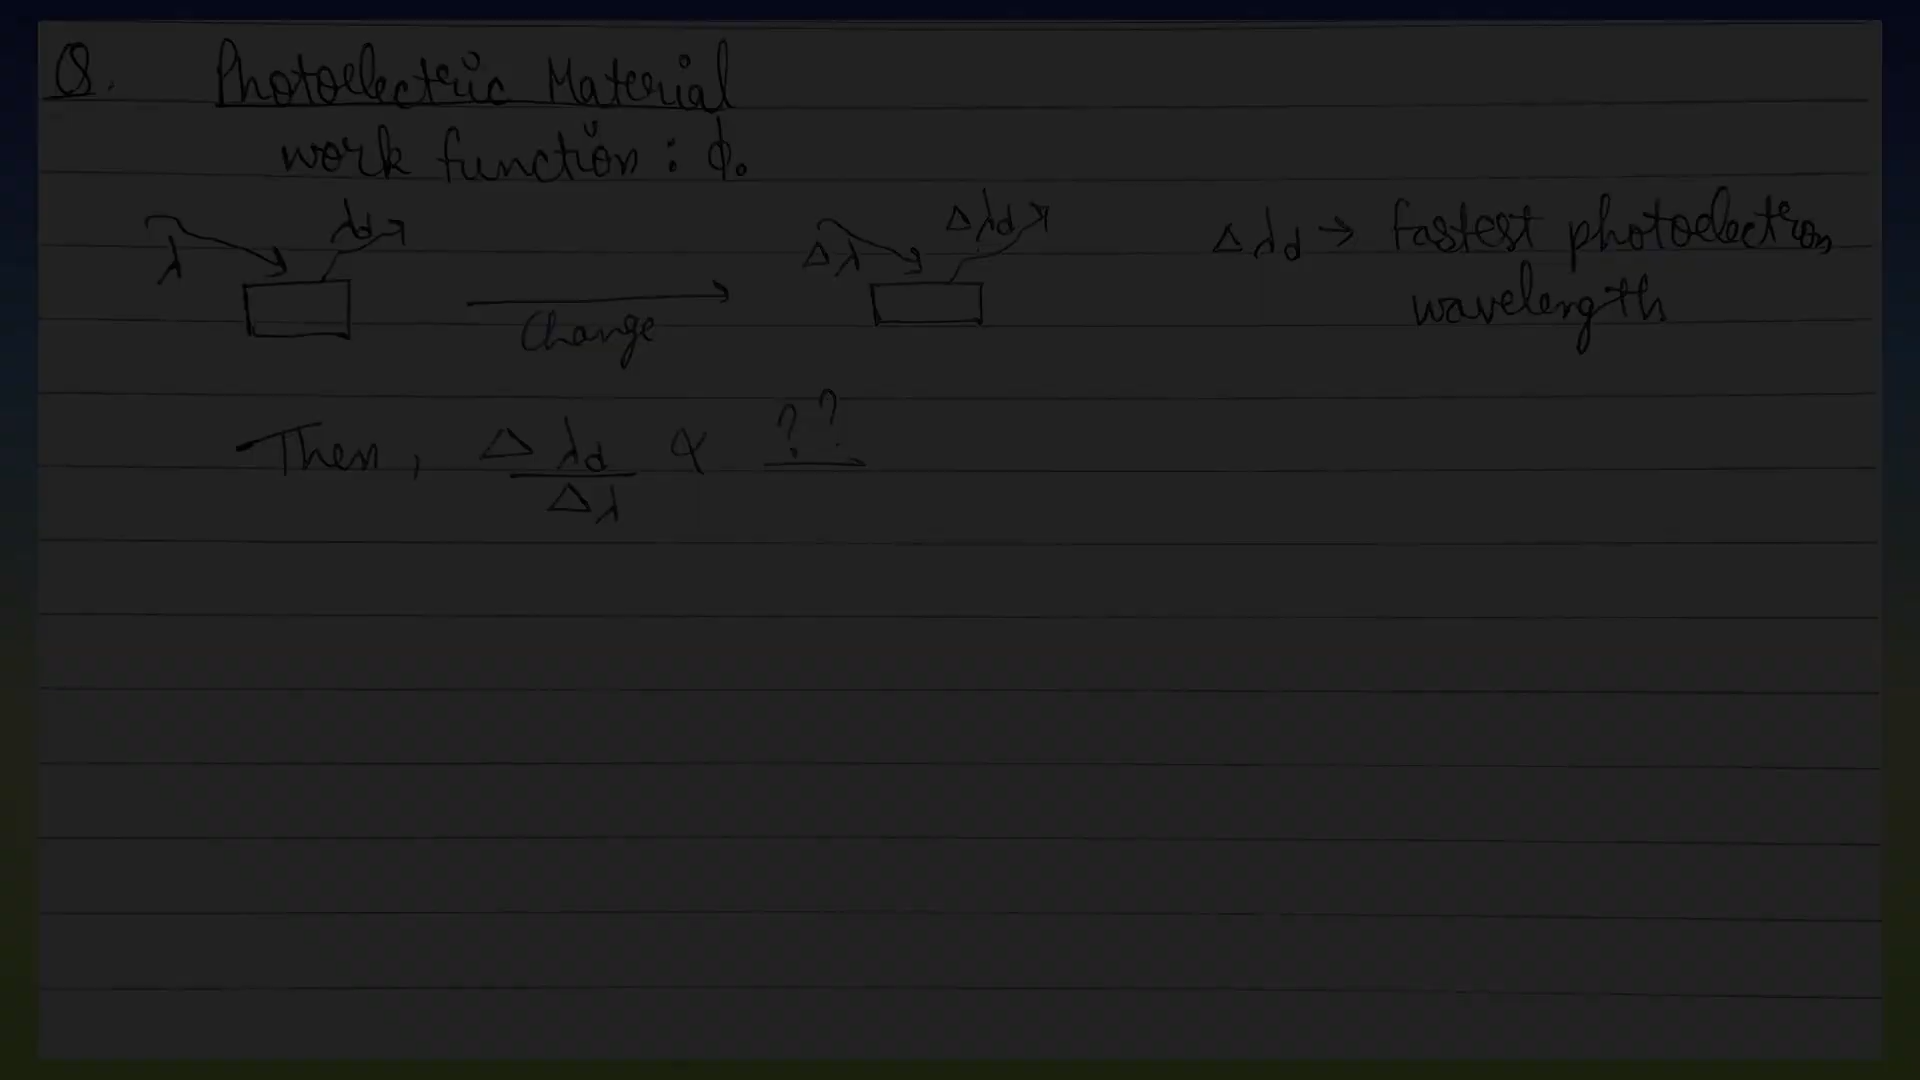 Q. Photoelectric Material
work function : ϕ₀
λ λd Δλ Δλd Δλd → fastest photoelectron
Change wavelength
Then, Δλd/Δλ ∝ ??